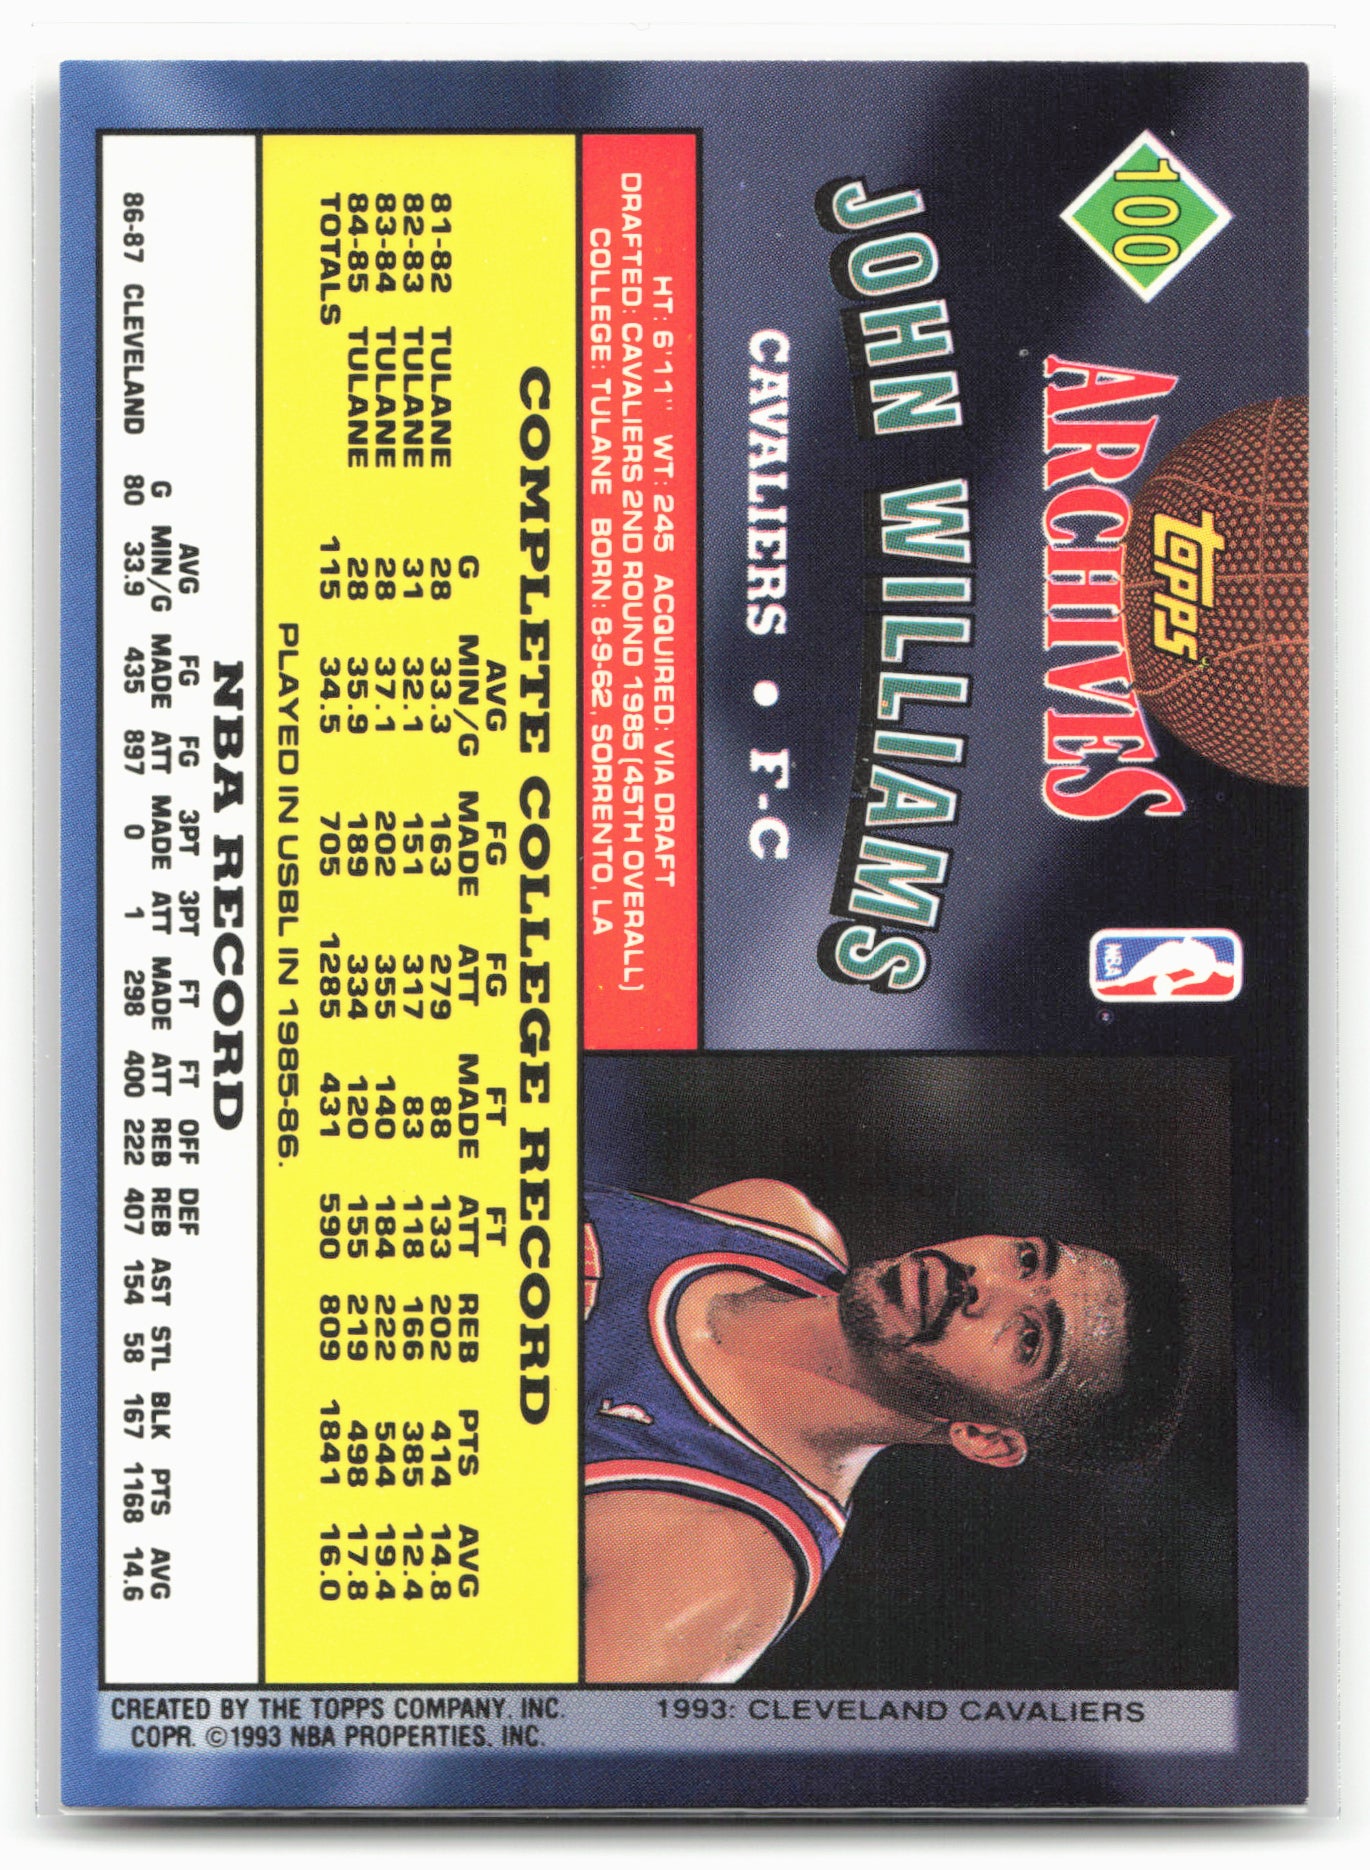 100
ARCHIVES
TOPPS
NBA
JOHN WILLIAMS
CAVALIERS • F-C
HT: 6'11" WT: 245 ACQUIRED: VIA DRAFT
DRAFTED: CAVALIERS 2ND ROUND 1985 (45TH OVERALL)
COLLEGE: TULANE BORN: 8-9-62, SORRENTO, LA
COMPLETE COLLEGE RECORD
AVG FG FG FT FT
G MIN/G MADE ATT MADE ATT REB PTS AVG
81-82 TULANE 28 33.3 163 279 88 133 202 414 14.8
82-83 TULANE 31 32.1 151 317 83 118 166 385 12.4
83-84 TULANE 28 37.1 202 355 140 184 222 544 19.4
84-85 TULANE 28 35.9 189 334 120 155 219 498 17.8
TOTALS 115 34.5 705 1285 431 590 809 1841 16.0
PLAYED IN USBL IN 1985-86.
NBA RECORD
AVG FG FG 3PT 3PT FT FT OFF DEF
G MIN/G MADE ATT MADE ATT MADE ATT REB REB AST STL BLK PTS AVG
86-87 CLEVELAND 80 33.9 435 897 0 1 298 400 222 407 154 58 167 1168 14.6
1993: CLEVELAND CAVALIERS
CREATED BY THE TOPPS COMPANY, INC.
COPR. ©1993 NBA PROPERTIES, INC.